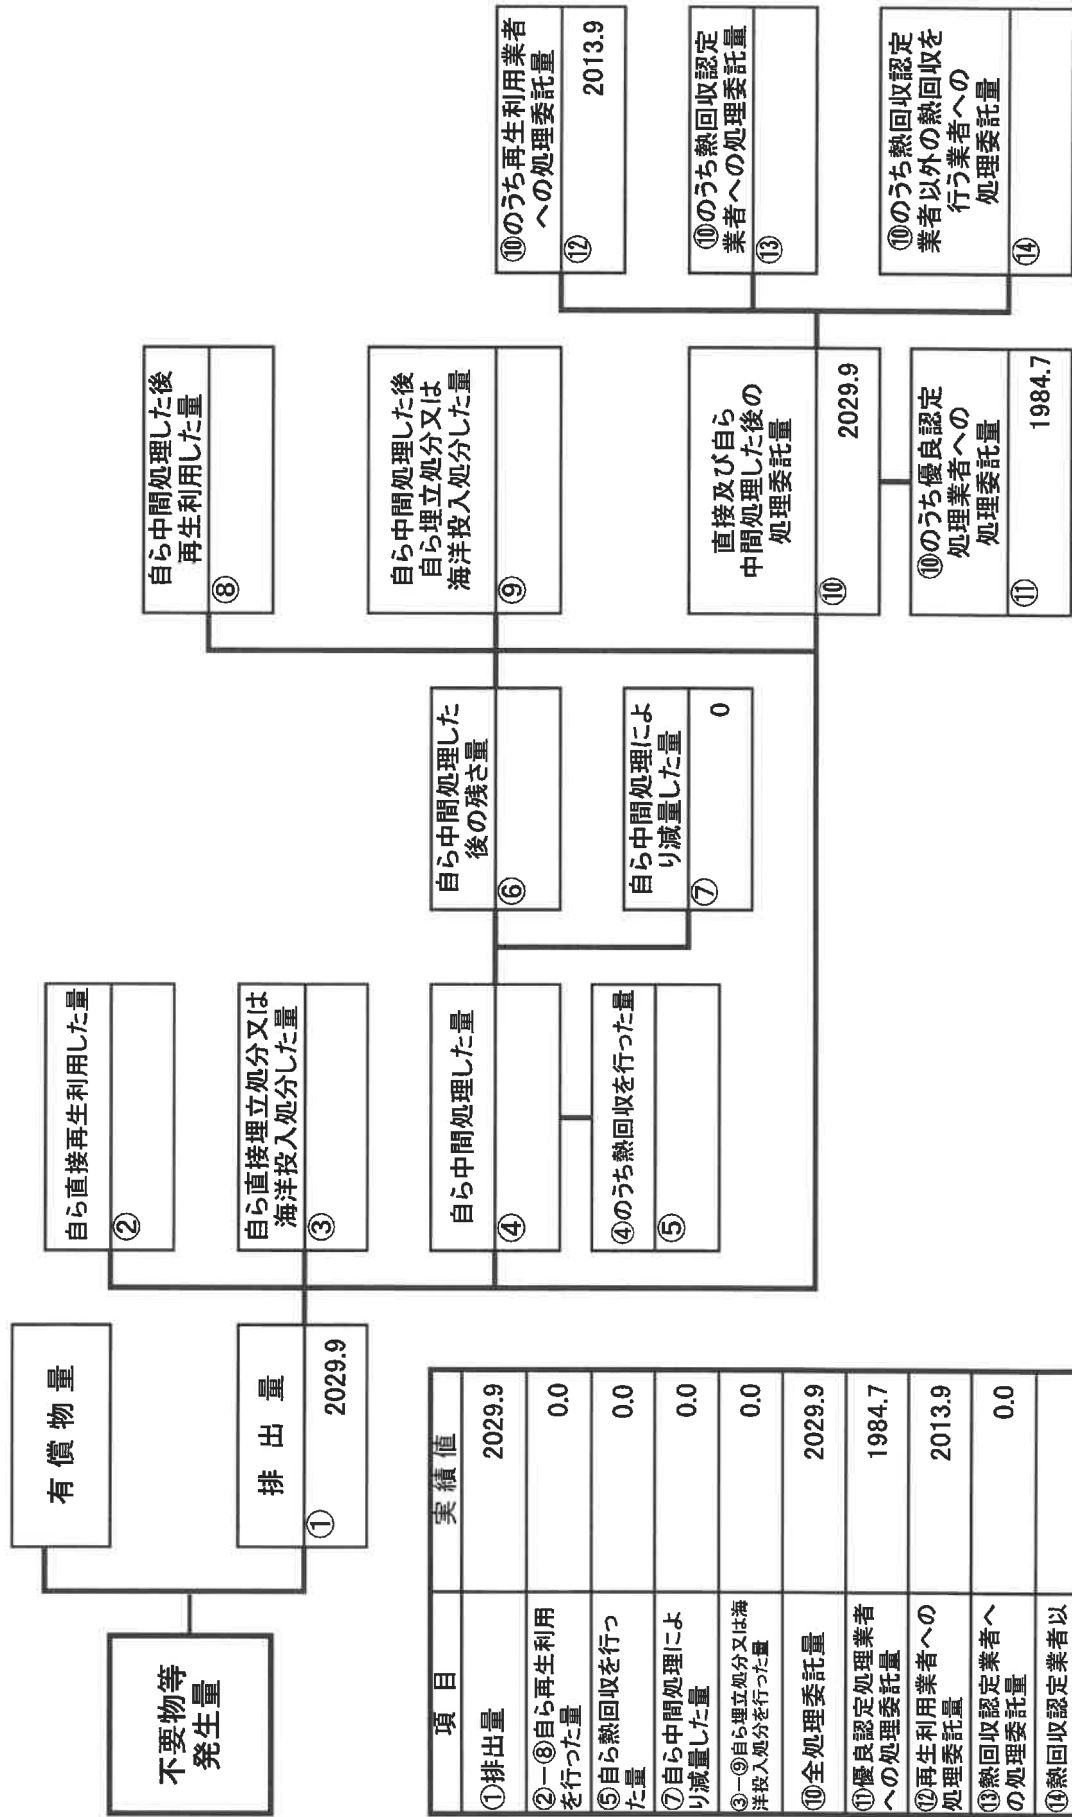 不要物等
発生量
有 償 物 量
排 出 量
①
2029.9
自ら直接再生利用した量
②
自ら直接埋立処分又は
海洋投入処分した量
③
自ら中間処理した量
④
④のうち熱回収を行った量
⑤
自ら中間処理した
後の残さ量
⑥
自ら中間処理によ
り減量した量
⑦
0
自ら中間処理した後
再生利用した量
⑧
自ら中間処理した後
自ら埋立処分又は
海洋投入処分した量
⑨
直接及び自ら
中間処理した後の
処理委託量
⑩
2029.9
⑩のうち優良認定
処理業者への
処理委託量
⑪
1984.7
⑩のうち再生利用業者
への処理委託量
⑫
2013.9
⑩のうち熱回収認定
業者への処理委託量
⑬
⑩のうち熱回収認定
業者以外の熱回収を
行う業者への
処理委託量
⑭
項 目
実 績 値
①排出量
2029.9
②ー⑧自ら再生利用
を行った量
0.0
⑤自ら熱回収を行っ
た量
0.0
⑦自ら中間処理によ
り減量した量
0.0
③ー⑨自ら埋立処分又は海
洋投入処分を行った量
0.0
⑩全処理委託量
2029.9
⑪優良認定処理業者
への処理委託量
1984.7
⑫再生利用業者への
処理委託量
2013.9
⑬熱回収認定業者へ
の処理委託量
0.0
⑭熱回収認定業者以